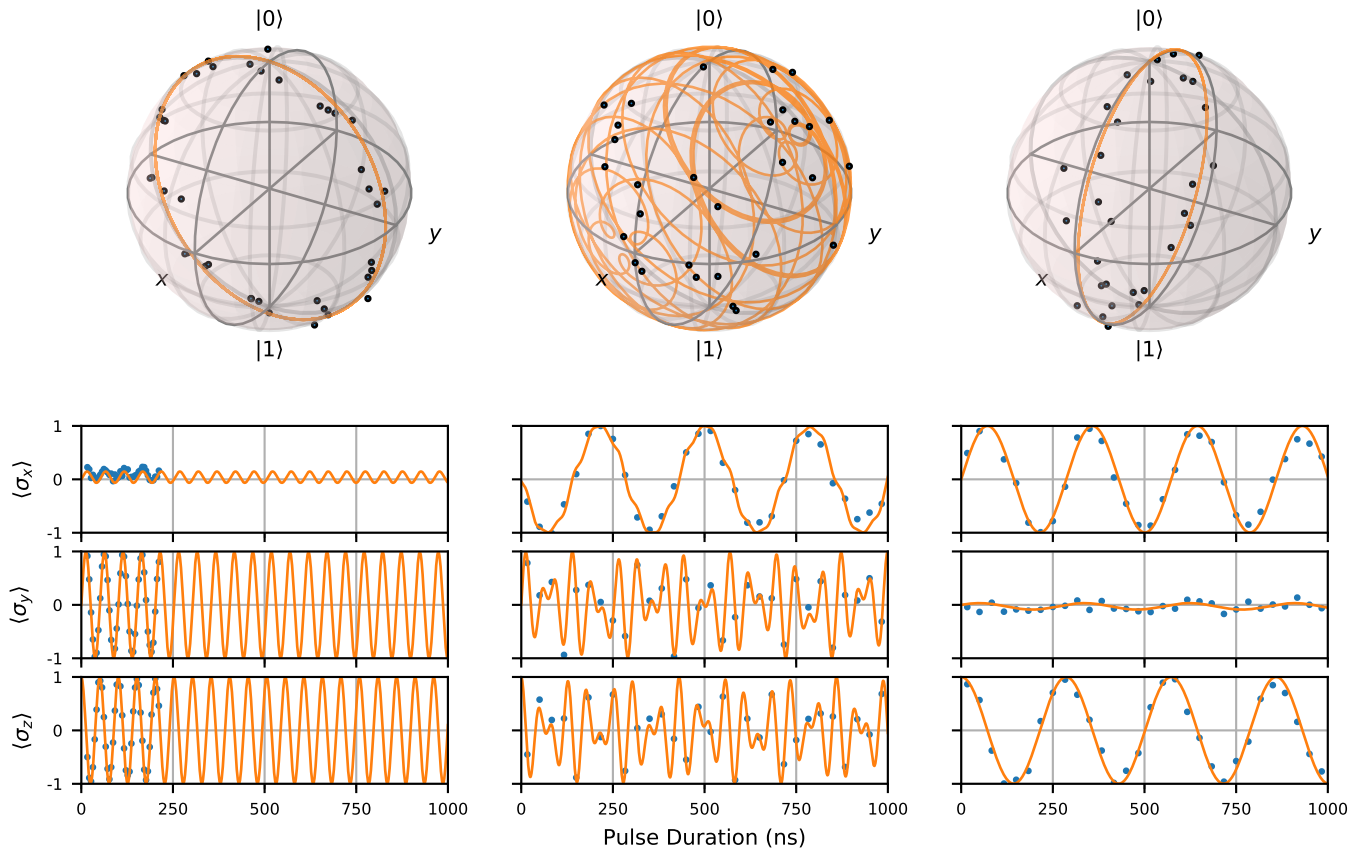 |0⟩ |0⟩ |0⟩
y y
x x x
|1⟩ |1⟩ |1⟩
1
⟨σx⟩ 0
-1
1
⟨σy⟩ 0
-1
1
⟨σz⟩ 0
-1
0 250 500 750 1000 0 250 500 750 1000 0 250 500 750 1000
Pulse Duration (ns)